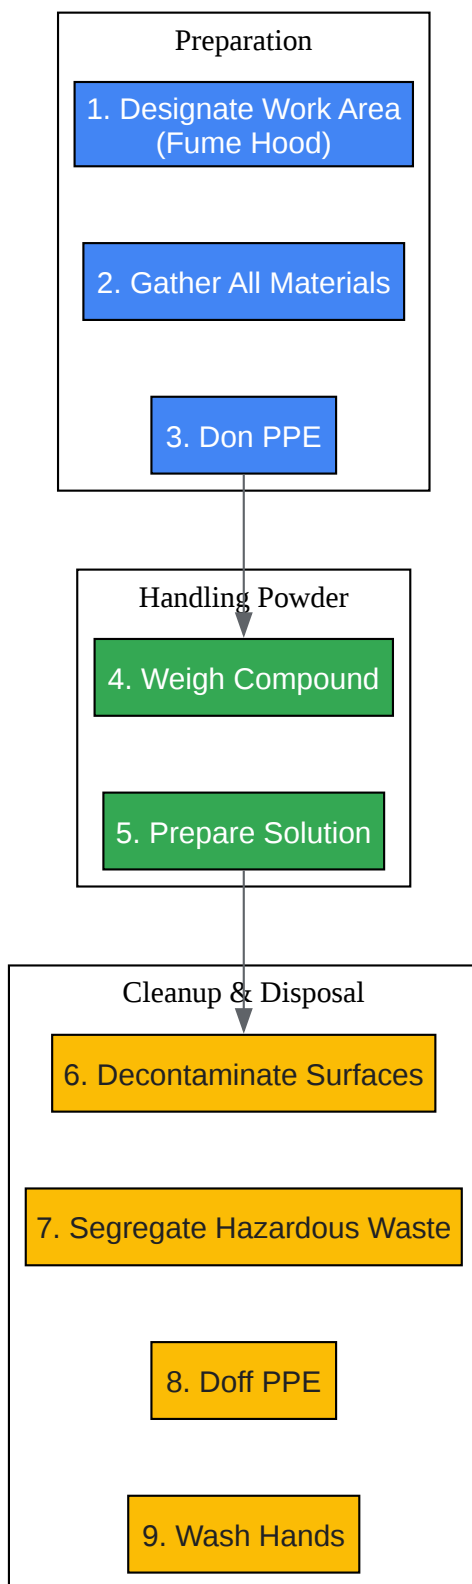 Preparation
1. Designate Work Area
(Fume Hood)
2. Gather All Materials
3. Don PPE
Handling Powder
4. Weigh Compound
5. Prepare Solution
Cleanup & Disposal
6. Decontaminate Surfaces
7. Segregate Hazardous Waste
8. Doff PPE
9. Wash Hands